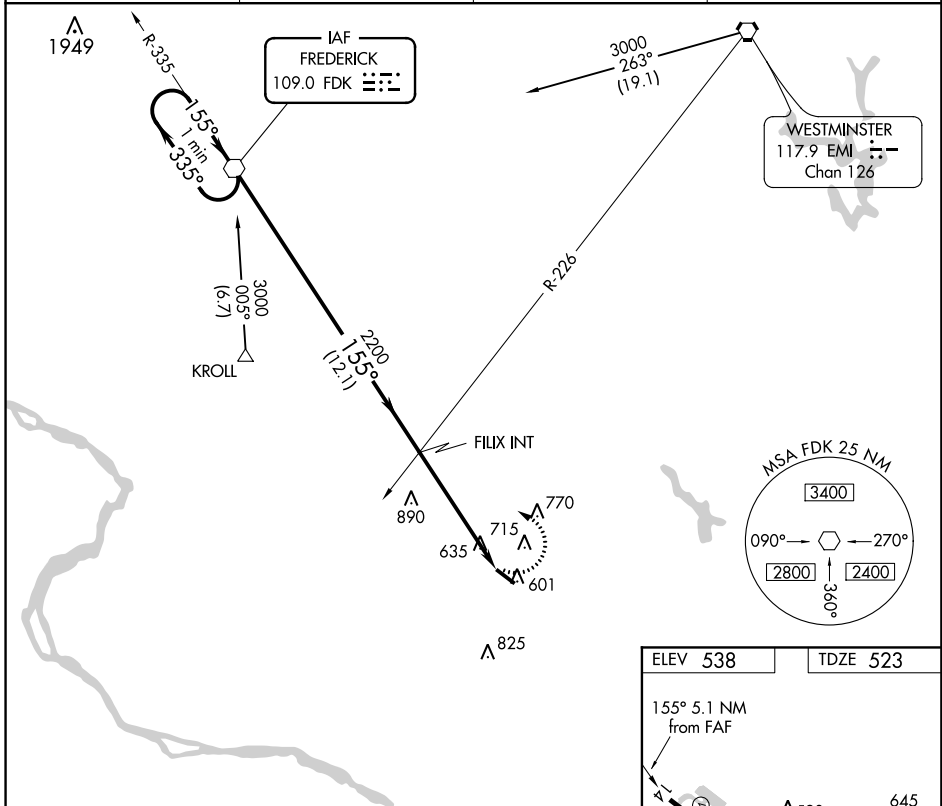 1949
R-335
IAF
FREDERICK
109.0 FDK
155°
1 min
335°
3000
263°
(19.1)
WESTMINSTER
117.9 EMI
Chan 126
R-226
3000
005°
(6.7)
KROLL
2200
155°
(12.1)
FILIX INT
890
770
715
635
601
825
MSA FDK 25 NM
3400
090°
270°
2800
2400
360°
ELEV 538
TDZE 523
155° 5.1 NM
from FAF
645